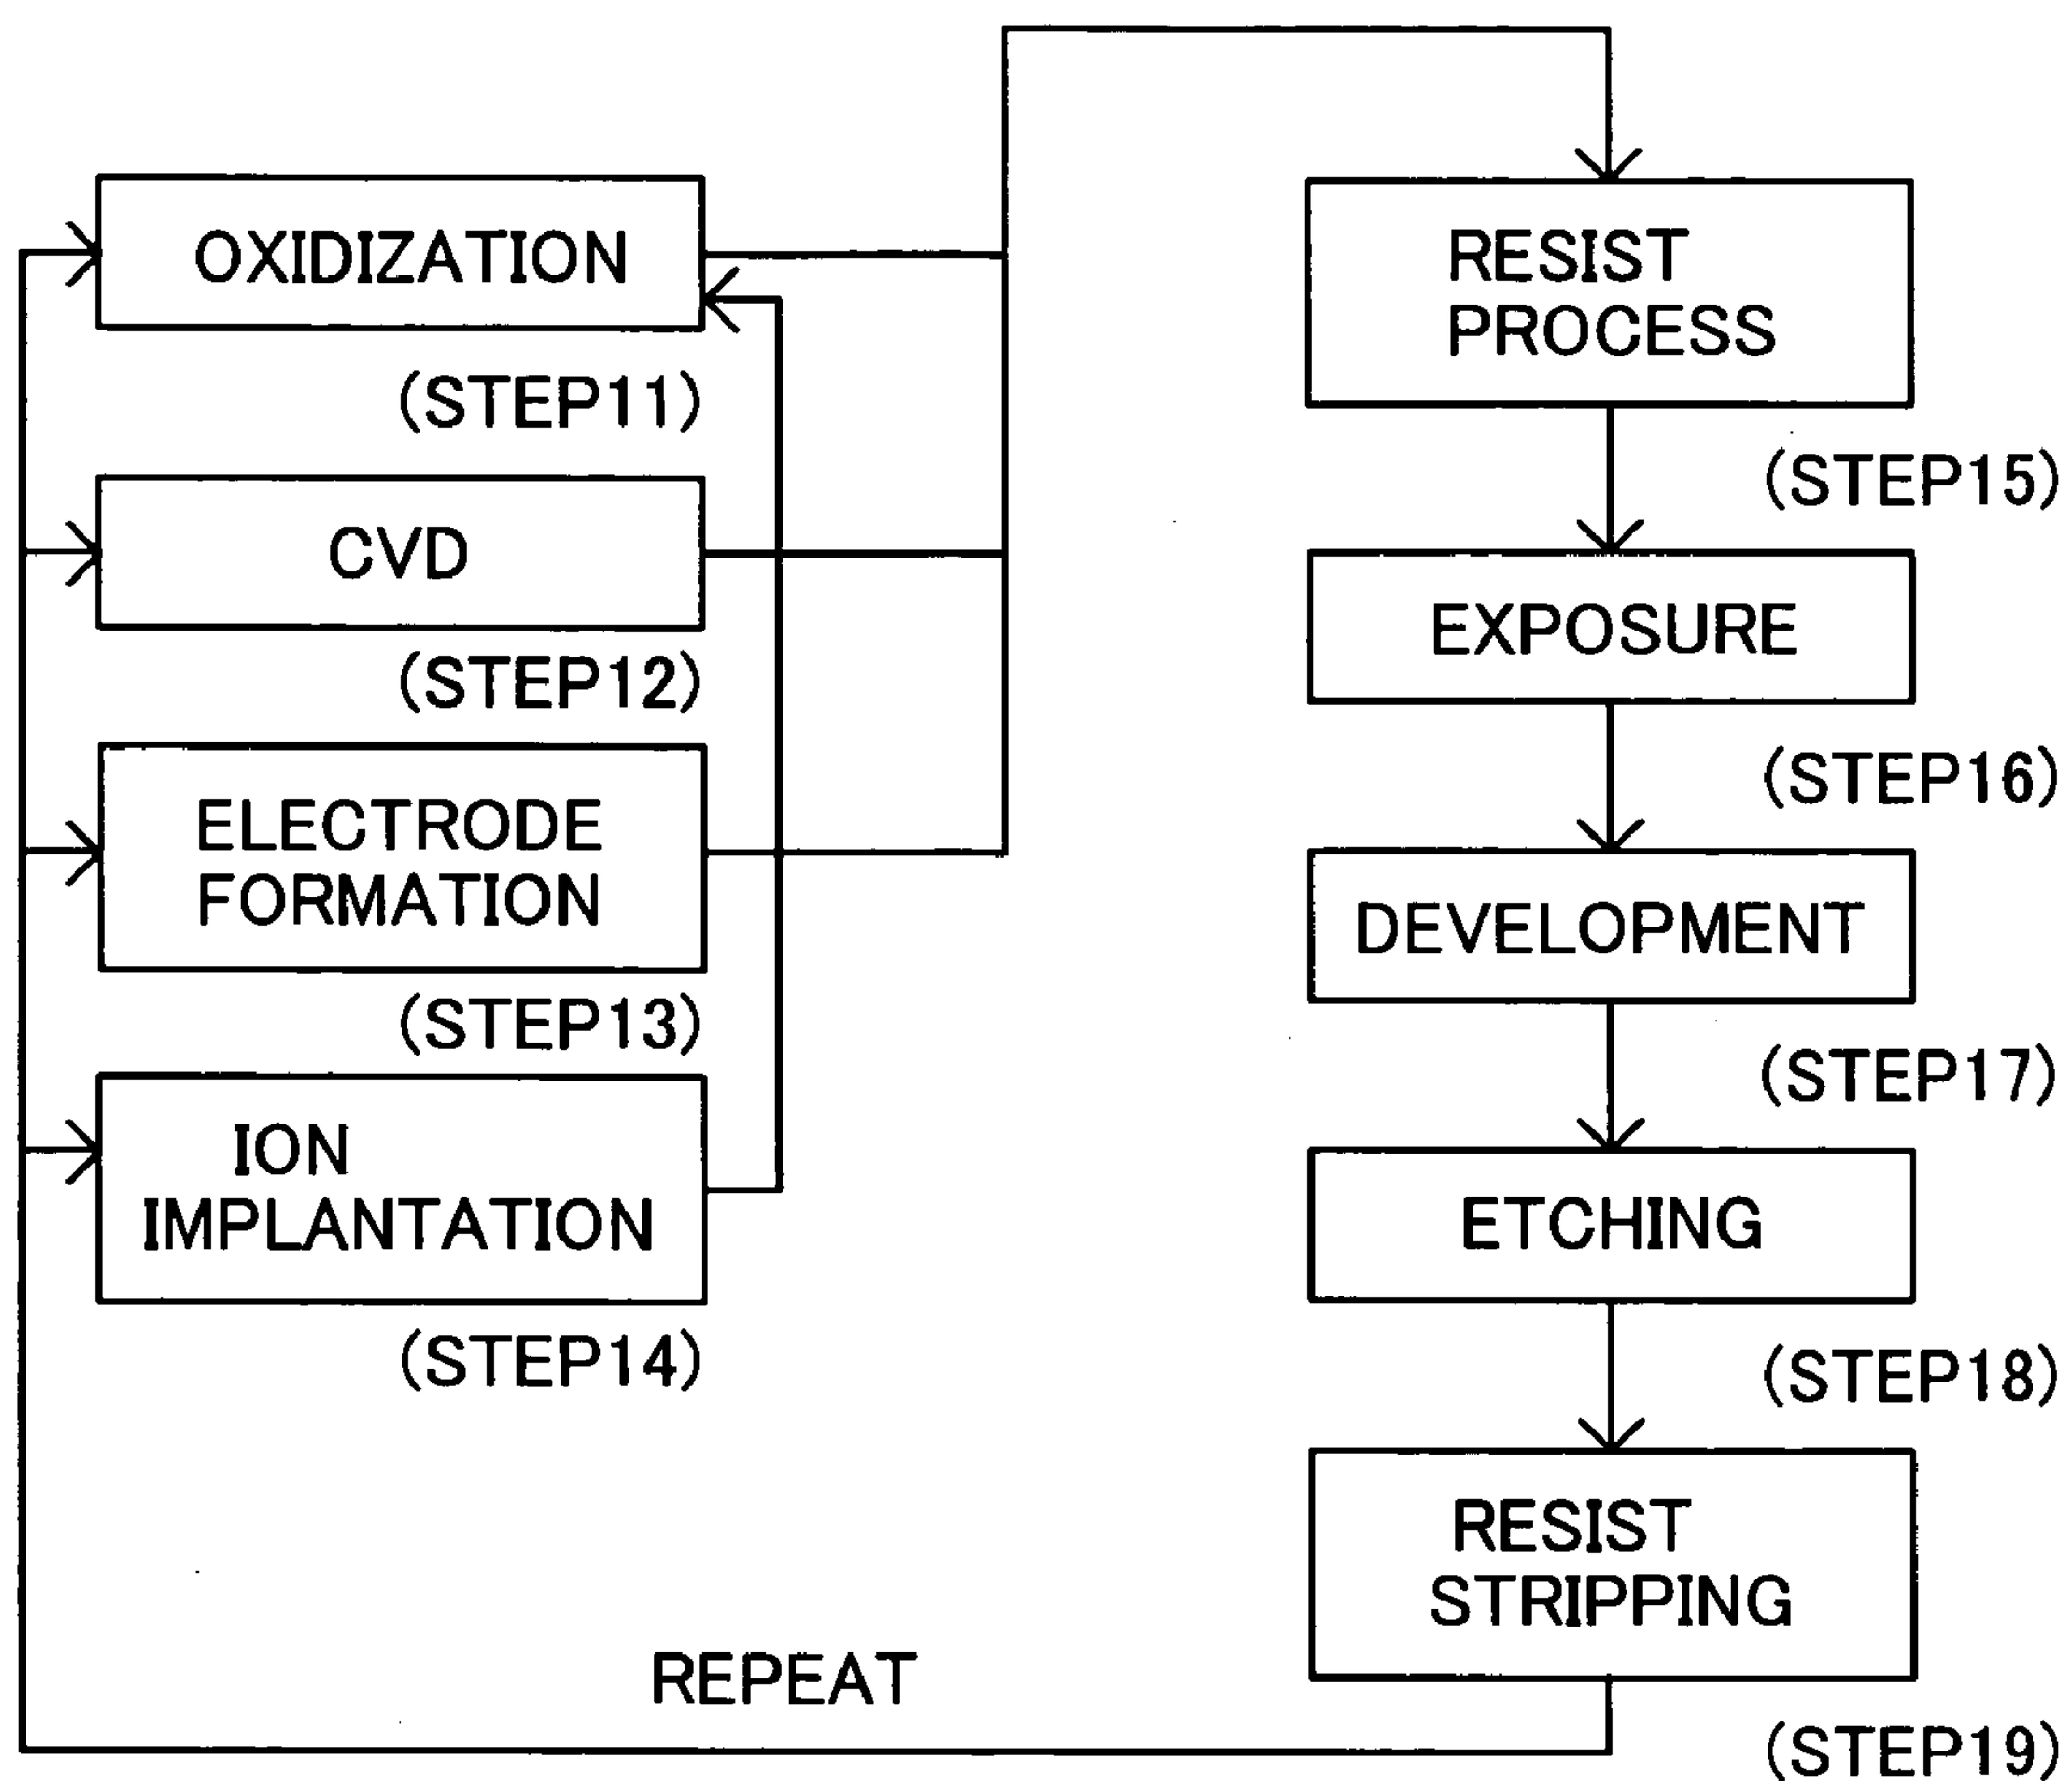 OXIDIZATION
(STEP11)
CVD
(STEP12)
ELECTRODE
FORMATION
(STEP13)
ION
IMPLANTATION
(STEP14)
RESIST
PROCESS
(STEP15)
EXPOSURE
(STEP16)
DEVELOPMENT
(STEP17)
ETCHING
(STEP18)
RESIST
STRIPPING
(STEP19)
REPEAT